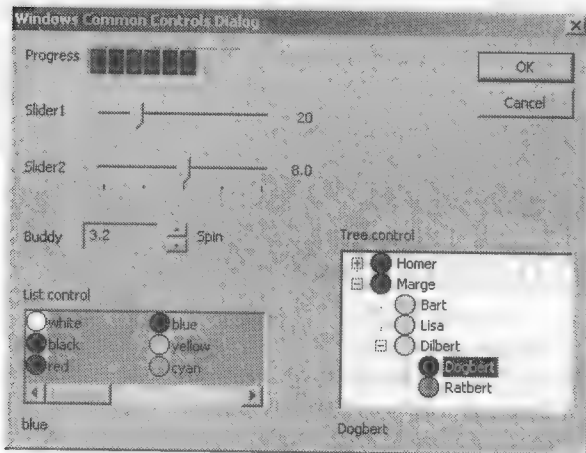 Windows Common Controls Dialog
Progress
OK
Slider1
20
Cancel
Slider2
8.0
Buddy
3.2
Spin
Tree control
Homer
Marge
Bart
Lisa
Dilbert
Dogbert
Ratbert
List control
white
blue
black
yellow
red
cyan
blue
Dogbert